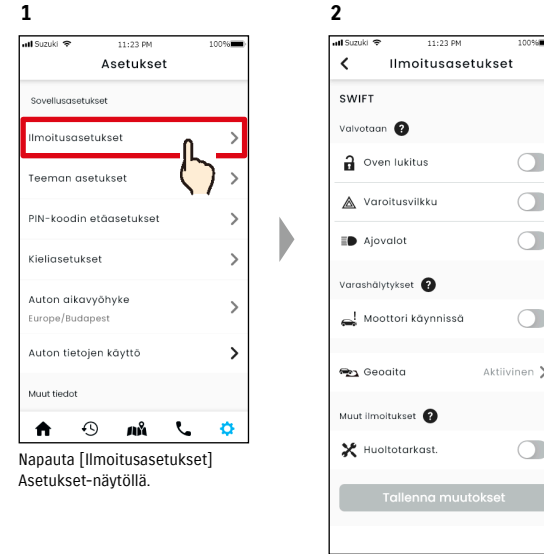 1
Suzuki 11:23 PM 100%
Asetukset
Sovellusasetukset
Ilmoitusasetukset
Teeman asetukset
PIN-koodin etäasetukset
Kieliasetukset
Auton aikavyöhyke
Europe/Budapest
Auton tietojen käyttö
Muut tiedot
Napauta [Ilmoitusasetukset]
Asetukset-näytöllä.
2
Suzuki 11:23 PM 100%
Ilmoitusasetukset
SWIFT
Valvotaan ?
Oven lukitus
Varoitusvilkku
Ajovalot
Varashälytykset ?
Moottori käynnissä
Geoaita Aktiivinen
Muut ilmoitukset ?
Huoltotarkast.
Tallenna muutokset